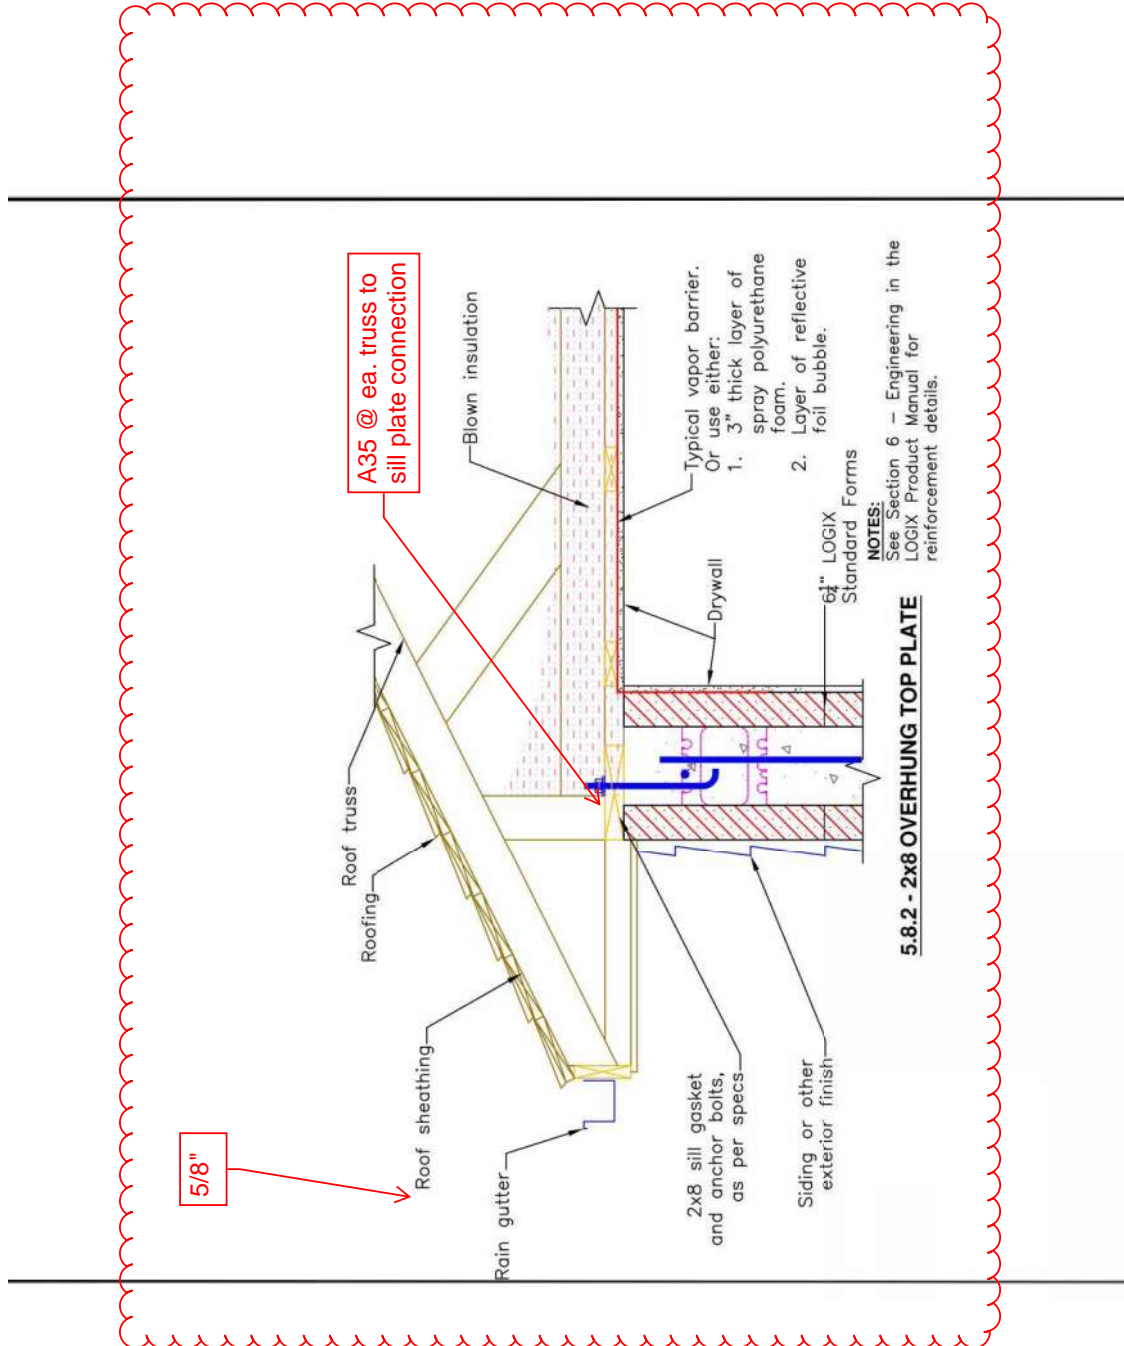 5/8"
A35 @ ea. truss to
sill plate connection
Roof truss
Roofing
Roof sheathing
Rain gutter
Blown insulation
Typical vapor barrier.
Or use either:
1. 3" thick layer of
spray polyurethane
foam.
2. Layer of reflective
foil bubble.
Drywall
2x8 sill gasket
and anchor bolts,
as per specs
Siding or other
exterior finish
6¼" LOGIX
Standard Forms
NOTES:
See Section 6 – Engineering in the
LOGIX Product Manual for
reinforcement details.
5.8.2 - 2x8 OVERHUNG TOP PLATE